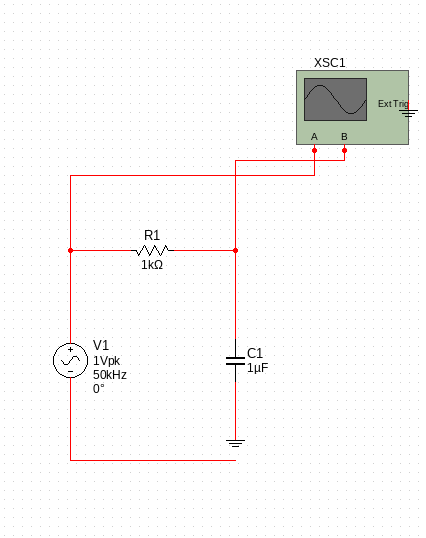 XSC1
Ext Trig
A B
R1
1kΩ
V1
1Vpk
50kHz
0°
C1
1µF